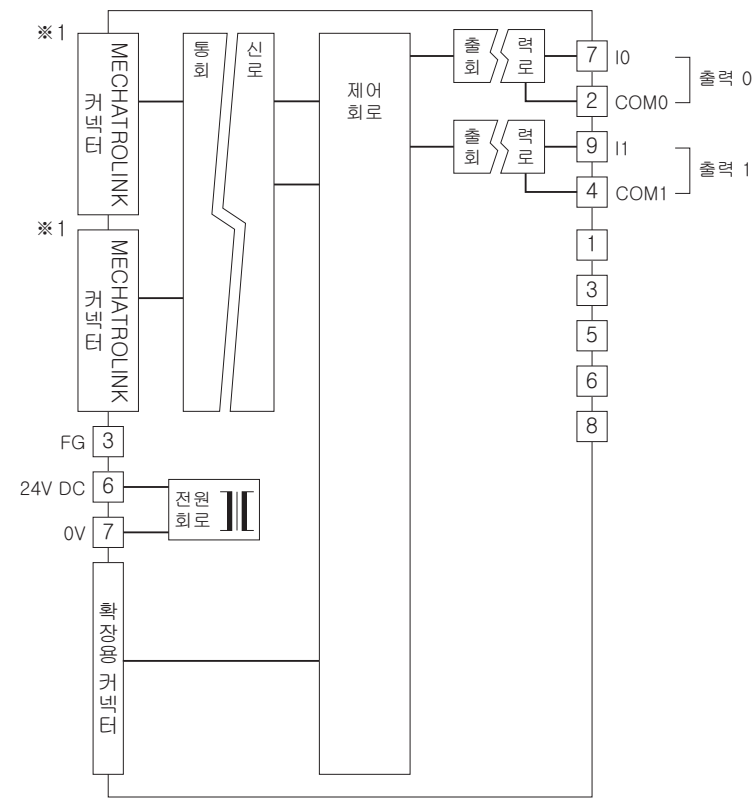 ※1
MECHATROLINK
커넥터
※1
MECHATROLINK
커넥터
통신
회로
제어
회로
출력
회로
7 I0
2 COM0
출력 0
출력
회로
9 I1
4 COM1
출력 1
1
3
5
6
8
FG 3
24V DC 6
0V 7
전원
회로
확장용 커넥터